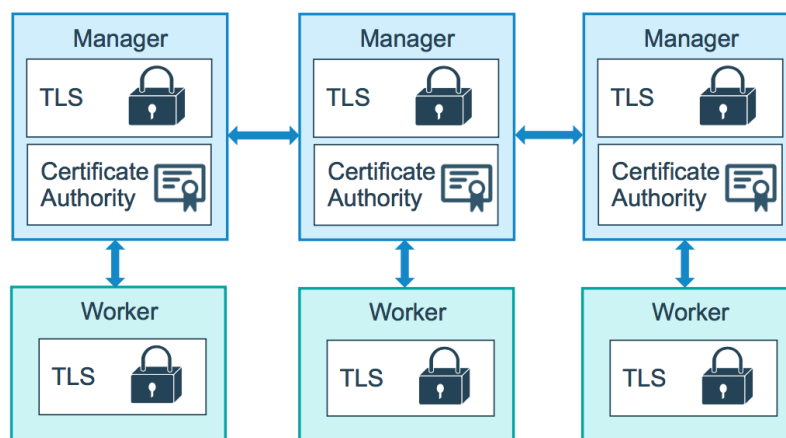 Manager
TLS
Certificate
Authority
Manager
TLS
Certificate
Authority
Manager
TLS
Certificate
Authority
Worker
TLS
Worker
TLS
Worker
TLS